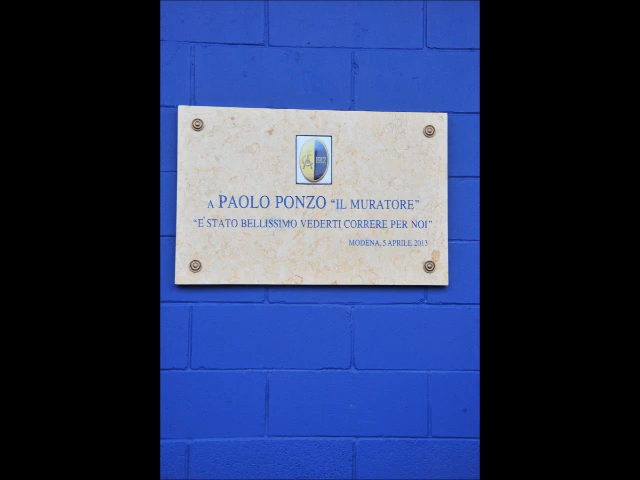 A PAOLO PONZO "IL MURATORE"
"E' STATO BELLISSIMO VEDERTI CORRERE PER NOI"
MODENA, 5 APRILE 2013